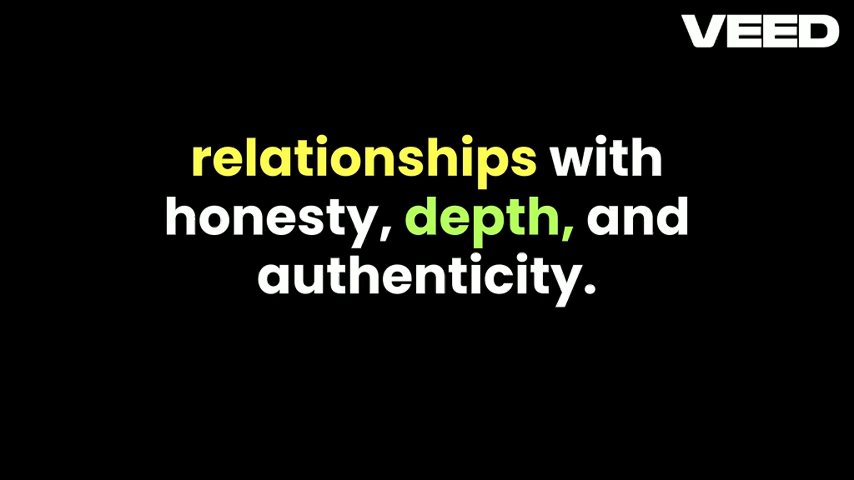 VEED
relationships with
honesty, depth, and
authenticity.